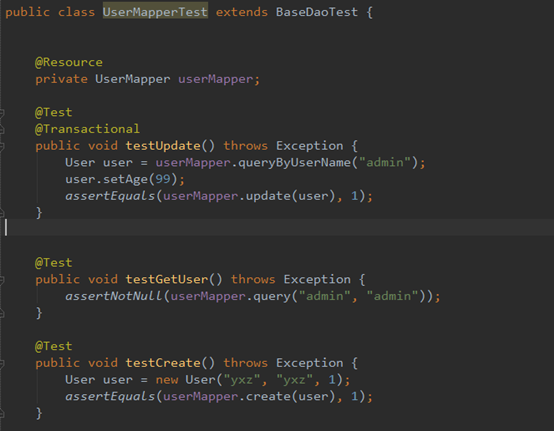 public class UserMapperTest extends BaseDaoTest {
@Resource
private UserMapper userMapper;
@Test
@Transactional
public void testUpdate() throws Exception {
User user = userMapper.queryByUserName("admin");
user.setAge(99);
assertEquals(userMapper.update(user), 1);
}
@Test
public void testGetUser() throws Exception {
assertNotNull(userMapper.query("admin", "admin"));
}
@Test
public void testCreate() throws Exception {
User user = new User("yxz", "yxz", 1);
assertEquals(userMapper.create(user), 1);
}